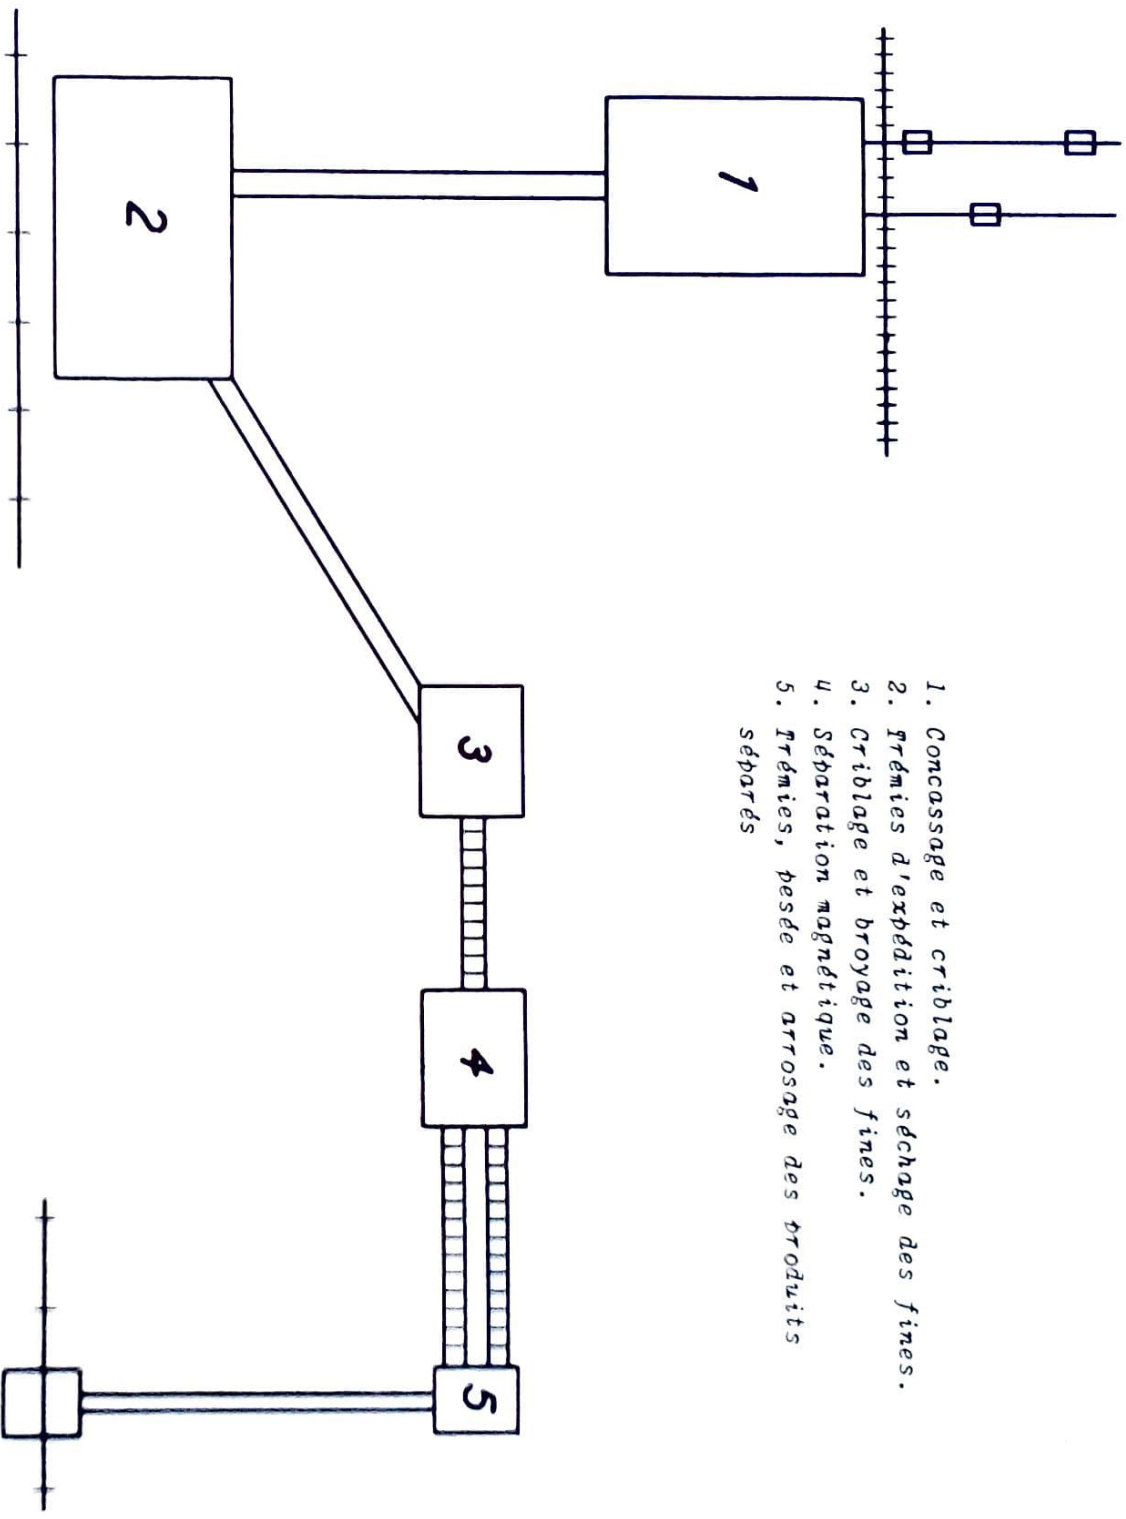 1. Concassage et criblage.
2. Trémies d'expédition et séchage des fines.
3. Criblage et broyage des fines.
4. Séparation magnétique.
5. Trémies, pesée et arrosage des produits
séparés
1
2
3
4
5